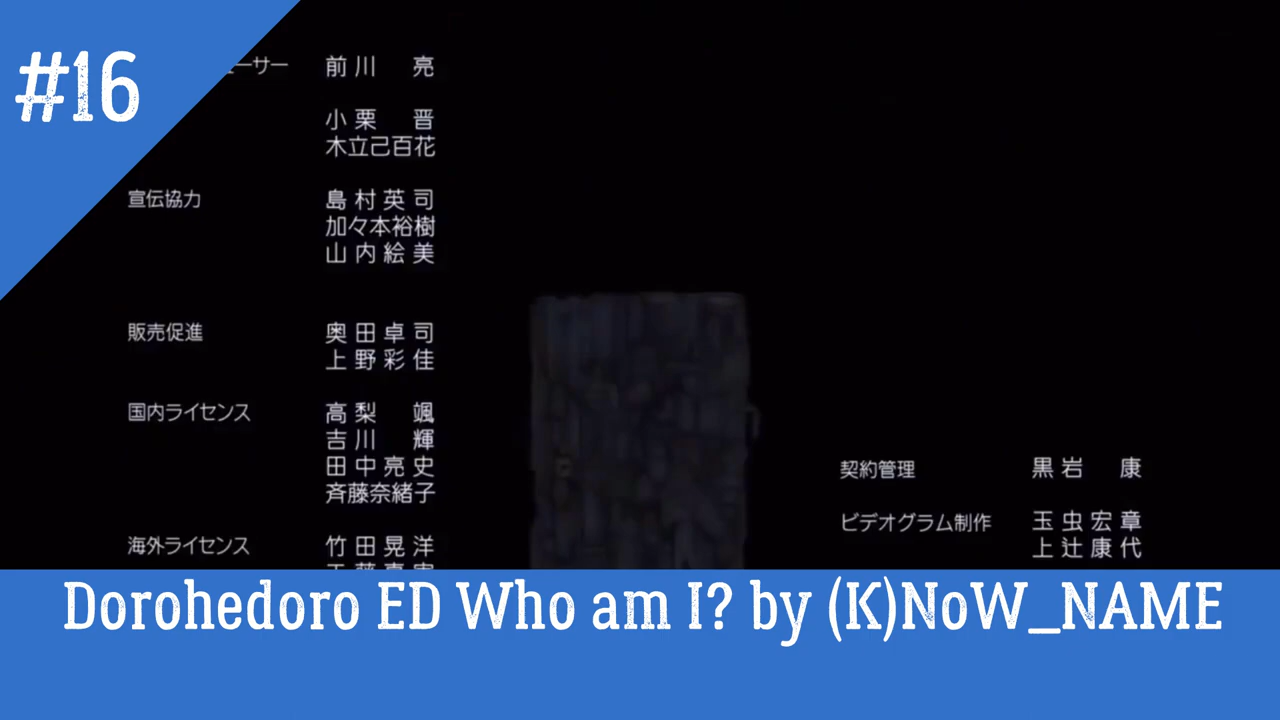 #16
ーサー 前川 亮
小栗 晋
木立己百花
宣伝協力 島村英司
加々本裕樹
山内絵美
販売促進 奥田卓司
上野彩佳
国内ライセンス 高梨 颯
吉川 輝
田中亮史
斉藤奈緒子
海外ライセンス 竹田晃洋
契約管理 黒岩 康
ビデオグラム制作 玉虫宏章
上辻康代
Dorohedoro ED Who am I? by (K)NoW_NAME